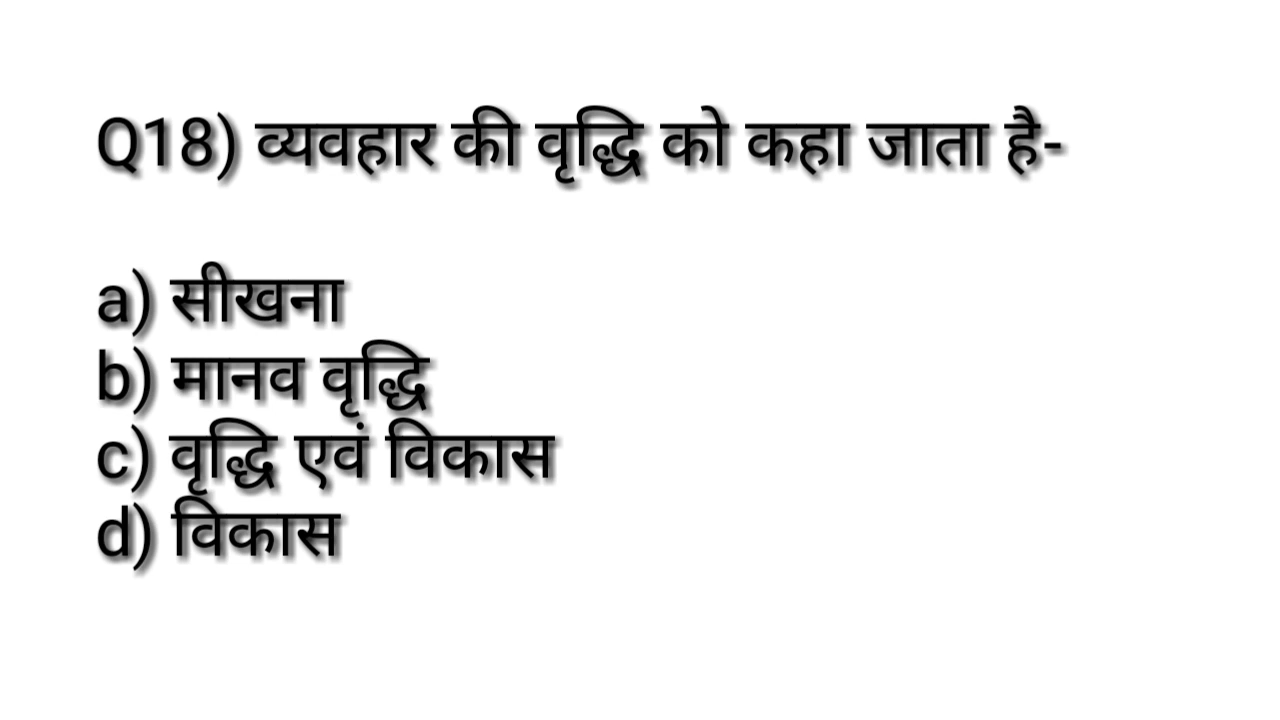 Q18) व्यवहार की वृद्धि को कहा जाता है-
a) सीखना
b) मानव वृद्धि
c) वृद्धि एवं विकास
d) विकास